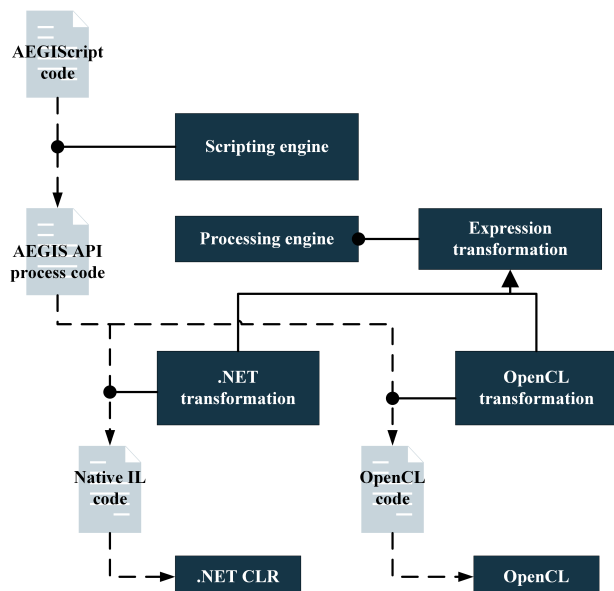 AEGIScript
code
Scripting engine
AEGIS API
process code
Processing engine
Expression
transformation
.NET
transformation
OpenCL
transformation
Native IL
code
OpenCL
code
.NET CLR
OpenCL